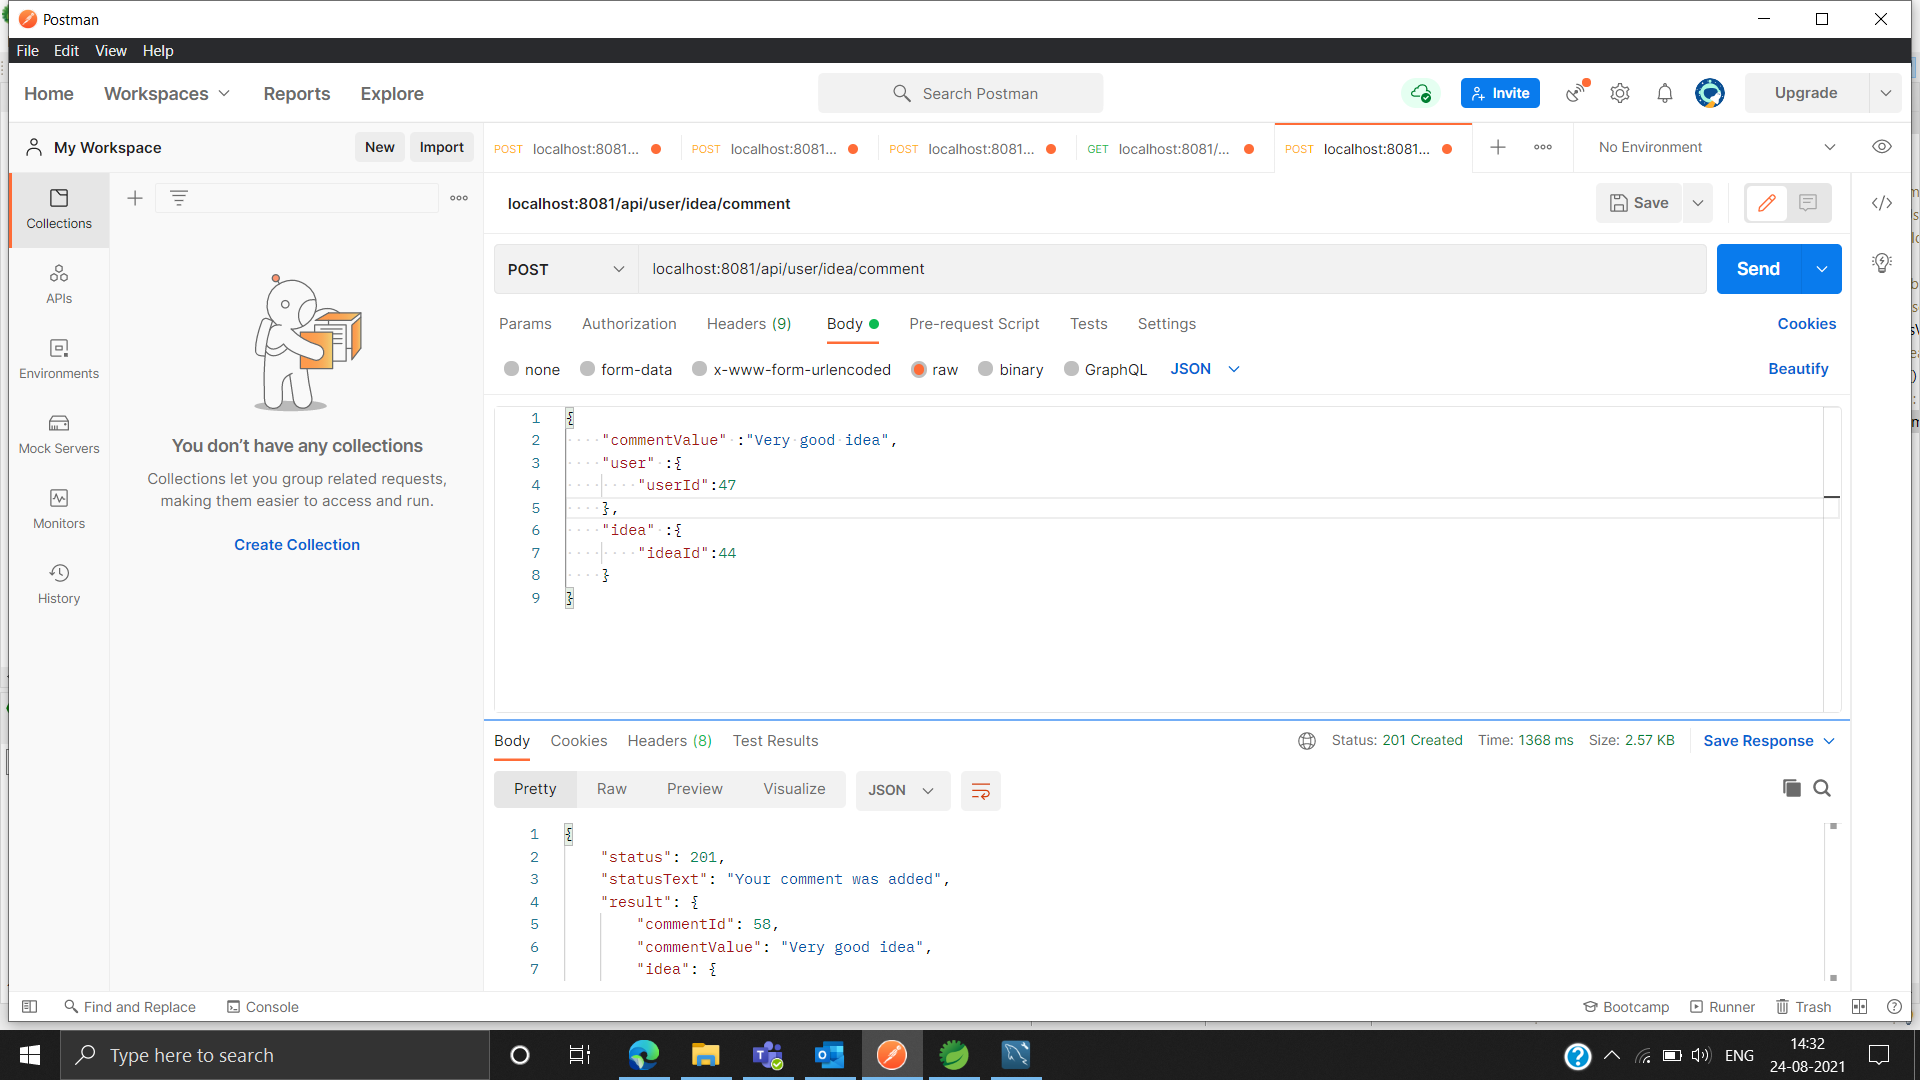 Postman
File Edit View Help
Home Workspaces Reports Explore Search Postman Invite Upgrade
My Workspace New Import
POST localhost:8081... POST localhost:8081... POST localhost:8081... GET localhost:8081/... POST localhost:8081... No Environment
localhost:8081/api/user/idea/comment Save
POST localhost:8081/api/user/idea/comment Send
Params Authorization Headers (9) Body Pre-request Script Tests Settings Cookies
none form-data x-www-form-urlencoded raw binary GraphQL JSON Beautify
Collections
APIs
Environments
Mock Servers
Monitors
History
You don't have any collections
Collections let you group related requests,
making them easier to access and run.
Create Collection
1 {
2 "commentValue" :"Very good idea",
3 "user" :{
4 "userId":47
5 },
6 "idea" :{
7 "ideaId":44
8 }
9 }
Body Cookies Headers (8) Test Results Status: 201 Created Time: 1368 ms Size: 2.57 KB Save Response
Pretty Raw Preview Visualize JSON
1 {
2 "status": 201,
3 "statusText": "Your comment was added",
4 "result": {
5 "commentId": 58,
6 "commentValue": "Very good idea",
7 "idea": {
Find and Replace Console Bootcamp Runner Trash
Type here to search ENG 14:32
24-08-2021